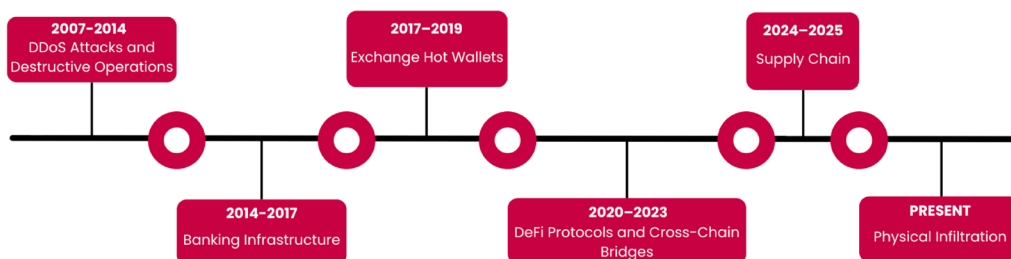 2007-2014
DDoS Attacks and
Destructive Operations
2014-2017
Banking Infrastructure
2017–2019
Exchange Hot Wallets
2020–2023
DeFi Protocols and Cross-Chain
Bridges
2024–2025
Supply Chain
PRESENT
Physical Infiltration